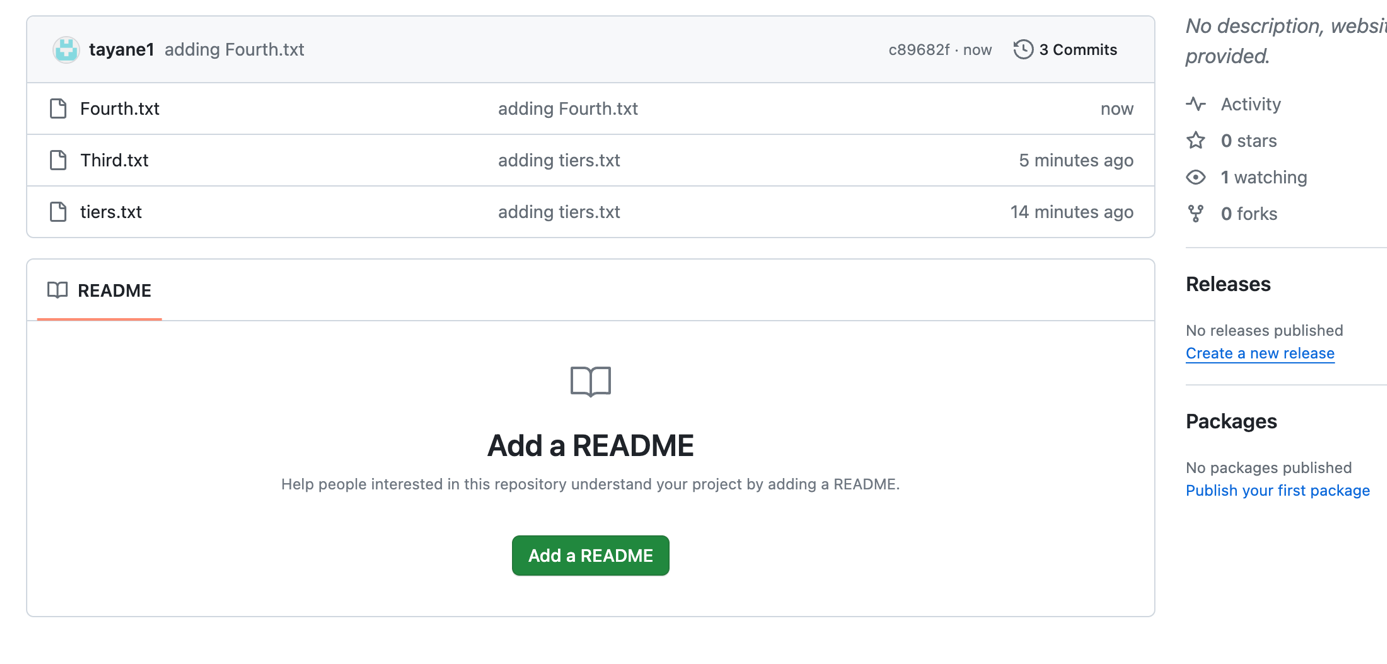 tayane1 adding Fourth.txt c89682f · now 3 Commits
Fourth.txt adding Fourth.txt now
Third.txt adding tiers.txt 5 minutes ago
tiers.txt adding tiers.txt 14 minutes ago
README
Add a README
Help people interested in this repository understand your project by adding a README.
Add a README
No description, websit
provided.
Activity
0 stars
1 watching
0 forks
Releases
No releases published
Create a new release
Packages
No packages published
Publish your first package